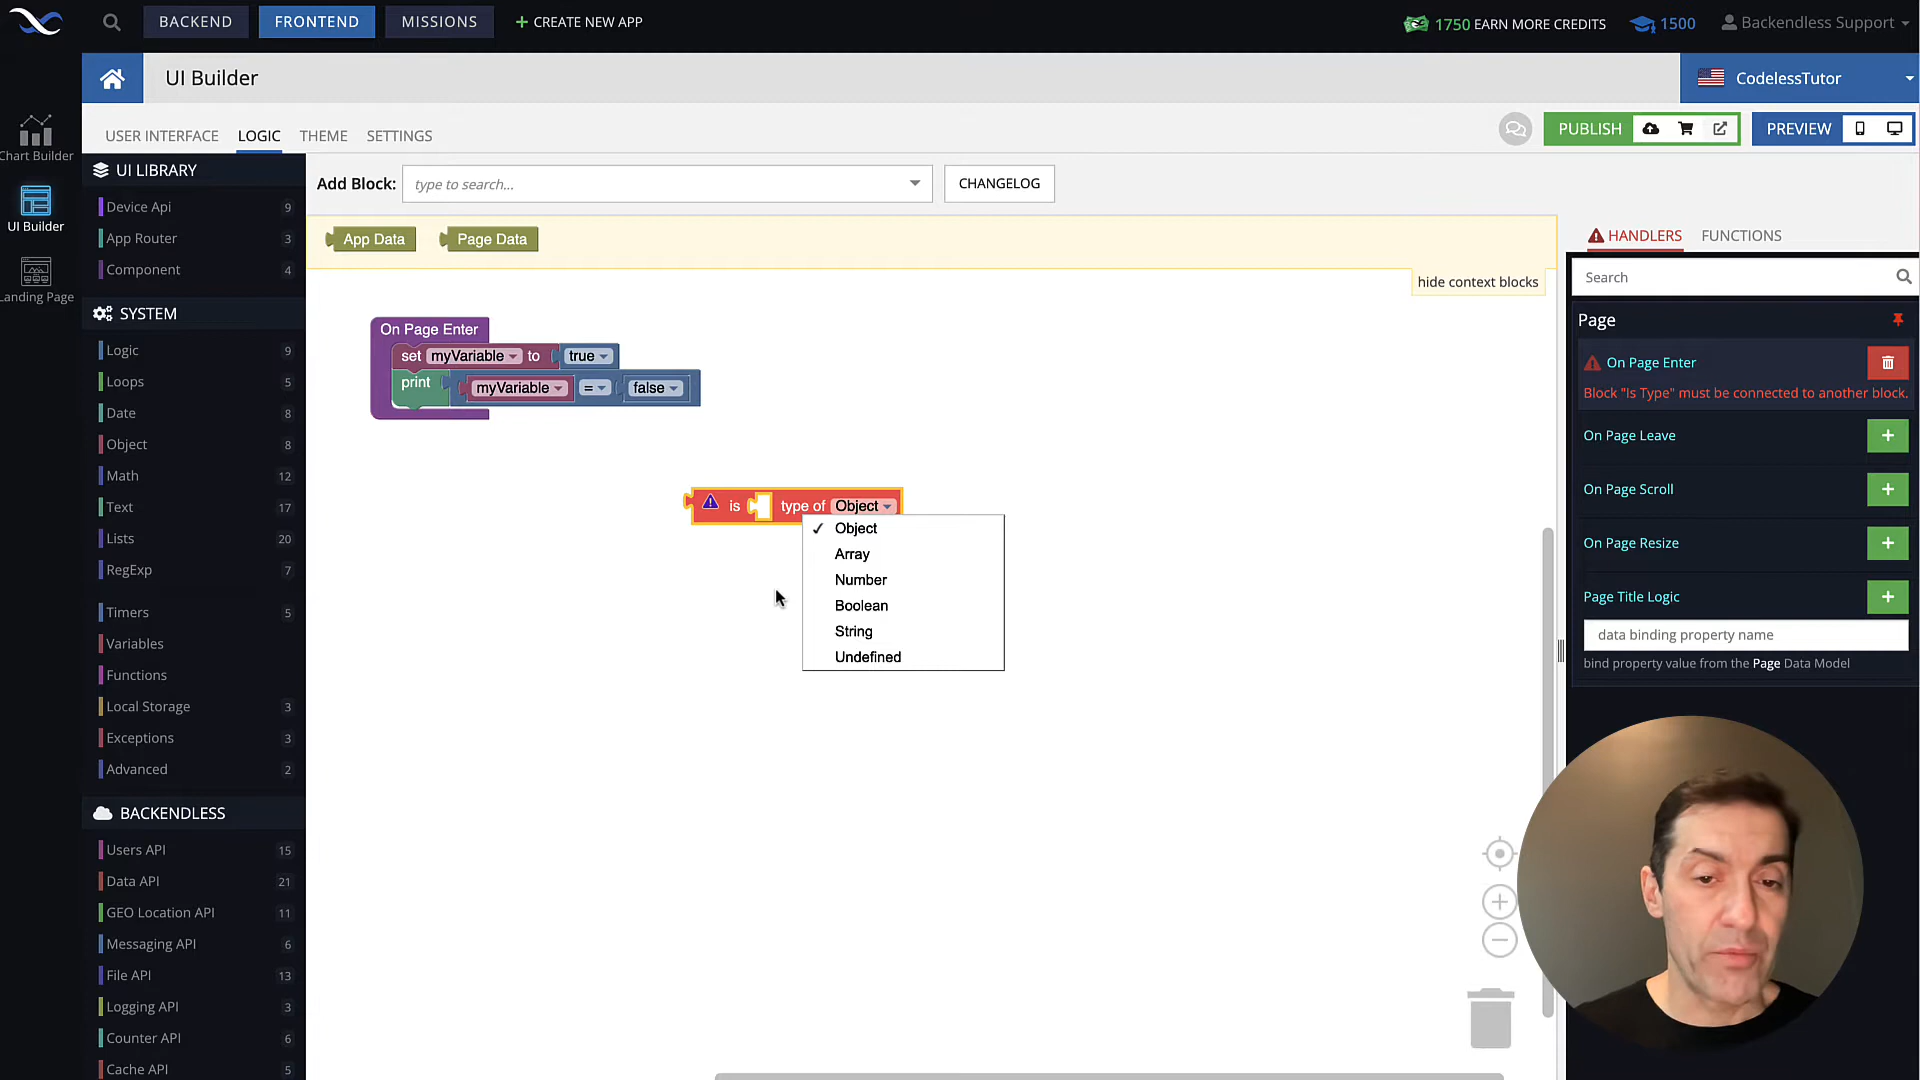 BACKEND
FRONTEND
MISSIONS
+ CREATE NEW APP
1750 EARN MORE CREDITS
1500
Backendless Support
UI Builder
CodelessTutor
USER INTERFACE
LOGIC
THEME
SETTINGS
PUBLISH
PREVIEW
Chart Builder
UI Builder
Landing Page
UI LIBRARY
Device Api 9
App Router 3
Component 4
SYSTEM
Logic 9
Loops 5
Date 8
Object 8
Math 12
Text 17
Lists 20
RegExp 7
Timers 5
Variables
Functions
Local Storage 3
Exceptions 3
Advanced 2
BACKENDLESS
Users API 15
Data API 21
GEO Location API 11
Messaging API 6
File API 13
Logging API 3
Counter API 6
Cache API 5
Add Block:
type to search...
CHANGELOG
App Data
Page Data
hide context blocks
On Page Enter
set myVariable to true
print myVariable = false
is type of Object
✓ Object
Array
Number
Boolean
String
Undefined
HANDLERS
FUNCTIONS
Search
Page
On Page Enter
Block "Is Type" must be connected to another block.
On Page Leave
On Page Scroll
On Page Resize
Page Title Logic
data binding property name
bind property value from the Page Data Model